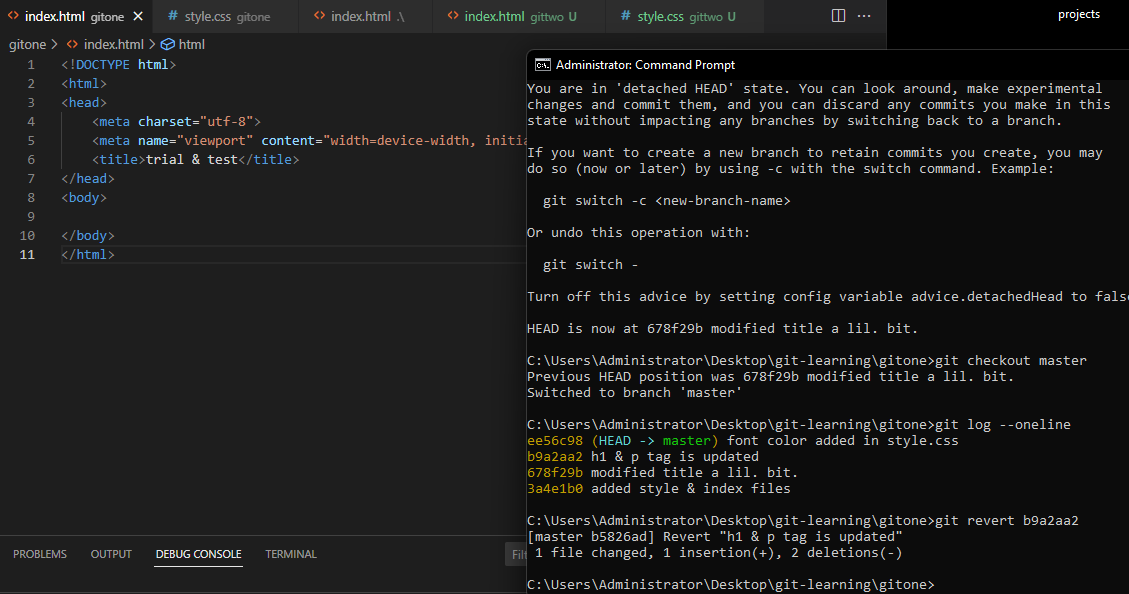 index.html gitone
style.css gitone
index.html .\
index.html gittwo U
style.css gittwo U
projects
gitone > index.html > html
1 <!DOCTYPE html>
2 <html>
3 <head>
4 <meta charset="utf-8">
5 <meta name="viewport" content="width=device-width, initia
6 <title>trial & test</title>
7 </head>
8 <body>
9
10 </body>
11 </html>
PROBLEMS OUTPUT DEBUG CONSOLE TERMINAL
Filt
Administrator: Command Prompt
You are in 'detached HEAD' state. You can look around, make experimental
changes and commit them, and you can discard any commits you make in this
state without impacting any branches by switching back to a branch.
If you want to create a new branch to retain commits you create, you may
do so (now or later) by using -c with the switch command. Example:
git switch -c <new-branch-name>
Or undo this operation with:
git switch -
Turn off this advice by setting config variable advice.detachedHead to fals
HEAD is now at 678f29b modified title a lil. bit.
C:\Users\Administrator\Desktop\git-learning\gitone>git checkout master
Previous HEAD position was 678f29b modified title a lil. bit.
Switched to branch 'master'
C:\Users\Administrator\Desktop\git-learning\gitone>git log --oneline
ee56c98 (HEAD -> master) font color added in style.css
b9a2aa2 h1 & p tag is updated
678f29b modified title a lil. bit.
3a4e1b0 added style & index files
C:\Users\Administrator\Desktop\git-learning\gitone>git revert b9a2aa2
[master b5826ad] Revert "h1 & p tag is updated"
1 file changed, 1 insertion(+), 2 deletions(-)
C:\Users\Administrator\Desktop\git-learning\gitone>